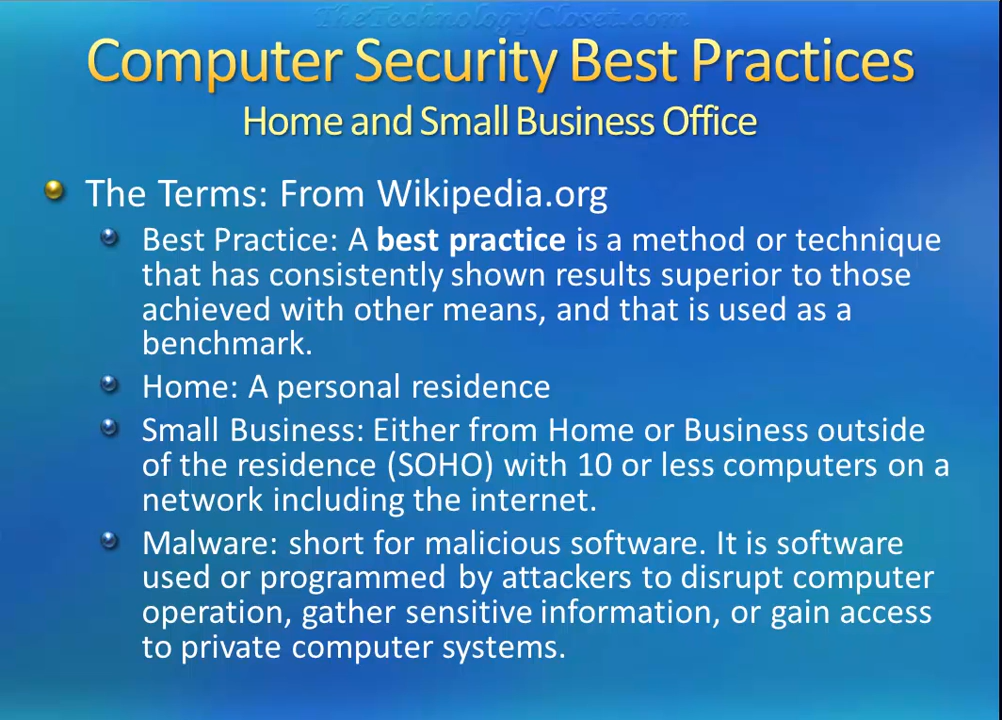 TheTechnologyCloset.com
Computer Security Best Practices
Home and Small Business Office
The Terms: From Wikipedia.org
Best Practice: A best practice is a method or technique
that has consistently shown results superior to those
achieved with other means, and that is used as a
benchmark.
Home: A personal residence
Small Business: Either from Home or Business outside
of the residence (SOHO) with 10 or less computers on a
network including the internet.
Malware: short for malicious software. It is software
used or programmed by attackers to disrupt computer
operation, gather sensitive information, or gain access
to private computer systems.